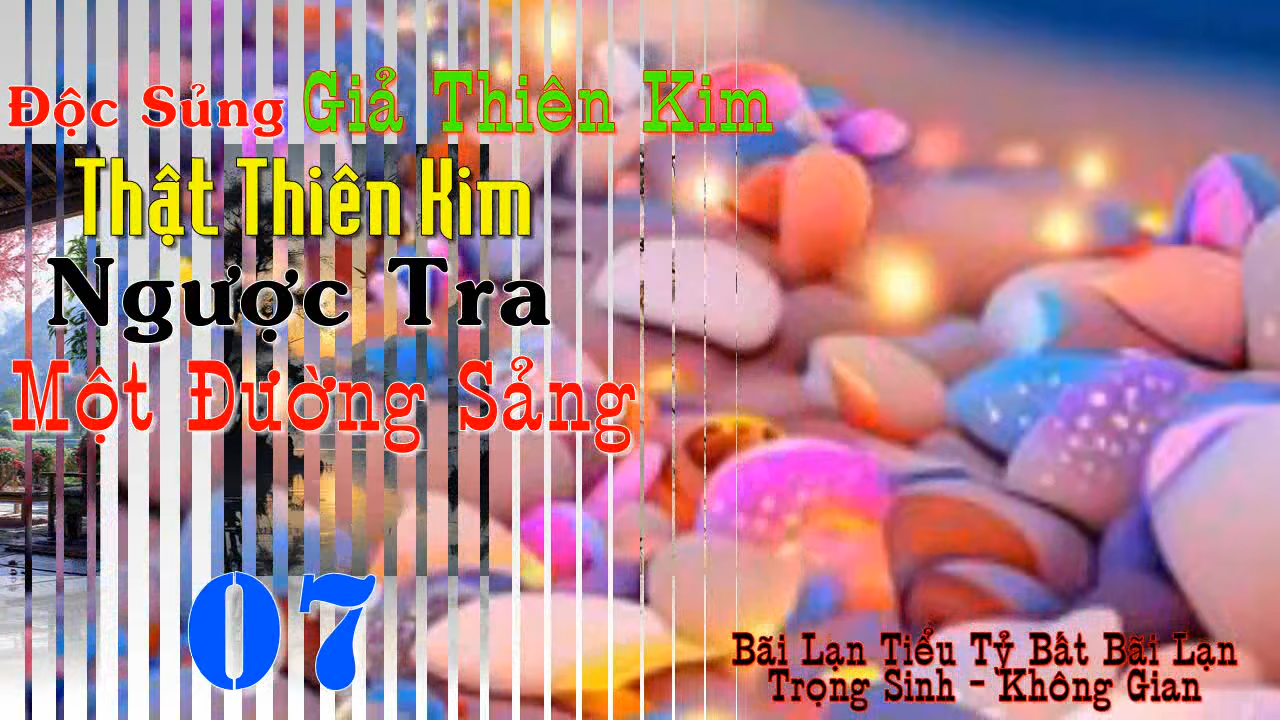 Độc Sủng Giả Thiên Kim
Thật Thiên Kim
Ngược Tra
Một Đường Sảng
07
Bãi Lạn Tiểu Tỷ Bất Bãi Lạn
Trọng Sinh - Không Gian